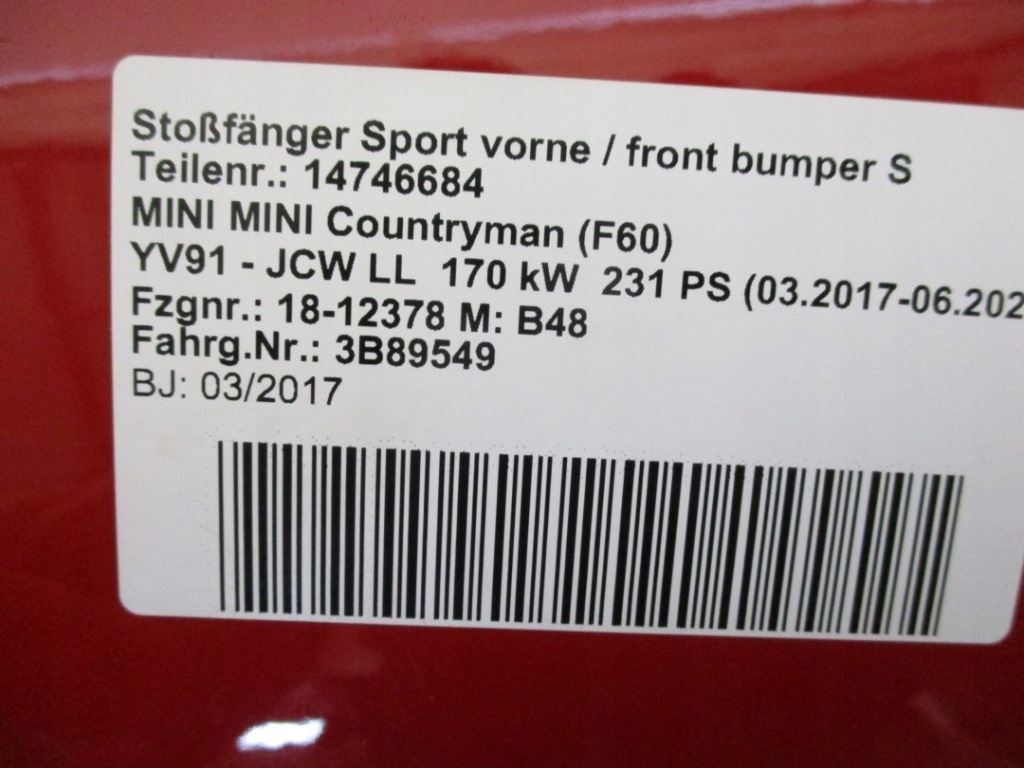 Stoßfänger Sport vorne / front bumper S
Teilenr.: 14746684
MINI MINI Countryman (F60)
YV91 - JCW LL 170 kW 231 PS (03.2017-06.202
Fzgnr.: 18-12378 M: B48
Fahrg.Nr.: 3B89549
BJ: 03/2017